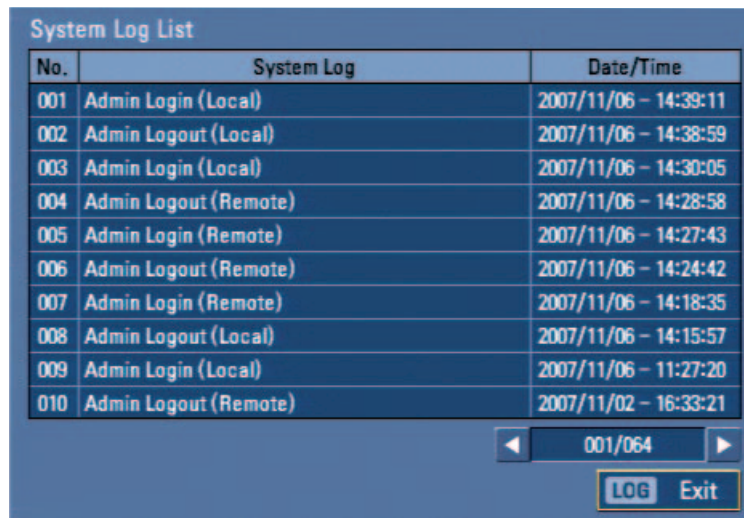 System Log List
No. System Log Date/Time
001 Admin Login (Local) 2007/11/06 - 14:39:11
002 Admin Logout (Local) 2007/11/06 - 14:38:59
003 Admin Login (Local) 2007/11/06 - 14:30:05
004 Admin Logout (Remote) 2007/11/06 - 14:28:58
005 Admin Login (Remote) 2007/11/06 - 14:27:43
006 Admin Logout (Remote) 2007/11/06 - 14:24:42
007 Admin Login (Remote) 2007/11/06 - 14:18:35
008 Admin Logout (Local) 2007/11/06 - 14:15:57
009 Admin Login (Local) 2007/11/06 - 11:27:20
010 Admin Logout (Remote) 2007/11/02 - 16:33:21
001/064
LOG Exit